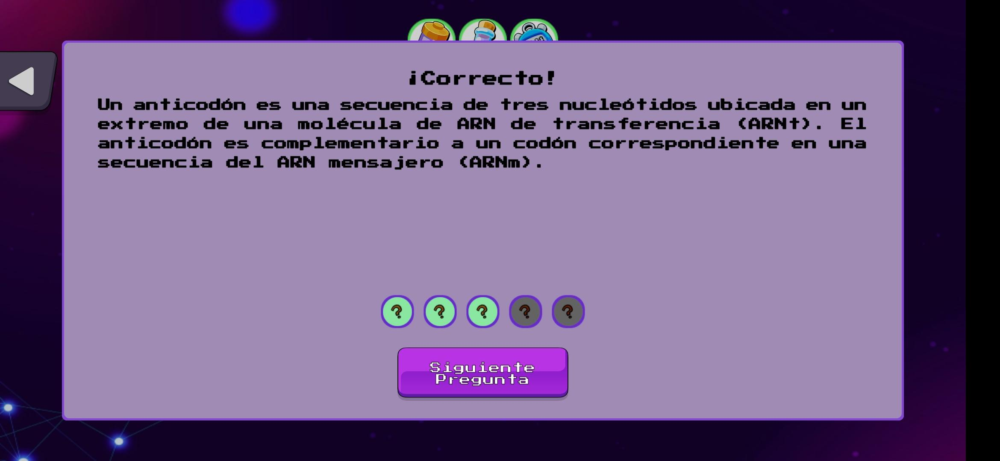 ¡Correcto!
Un anticodón es una secuencia de tres nucleótidos ubicada en un
extremo de una molécula de ARN de transferencia (ARNt). El
anticodón es complementario a un codón correspondiente en una
secuencia del ARN mensajero (ARNm).
? ? ? ? ?
Siguiente
Pregunta